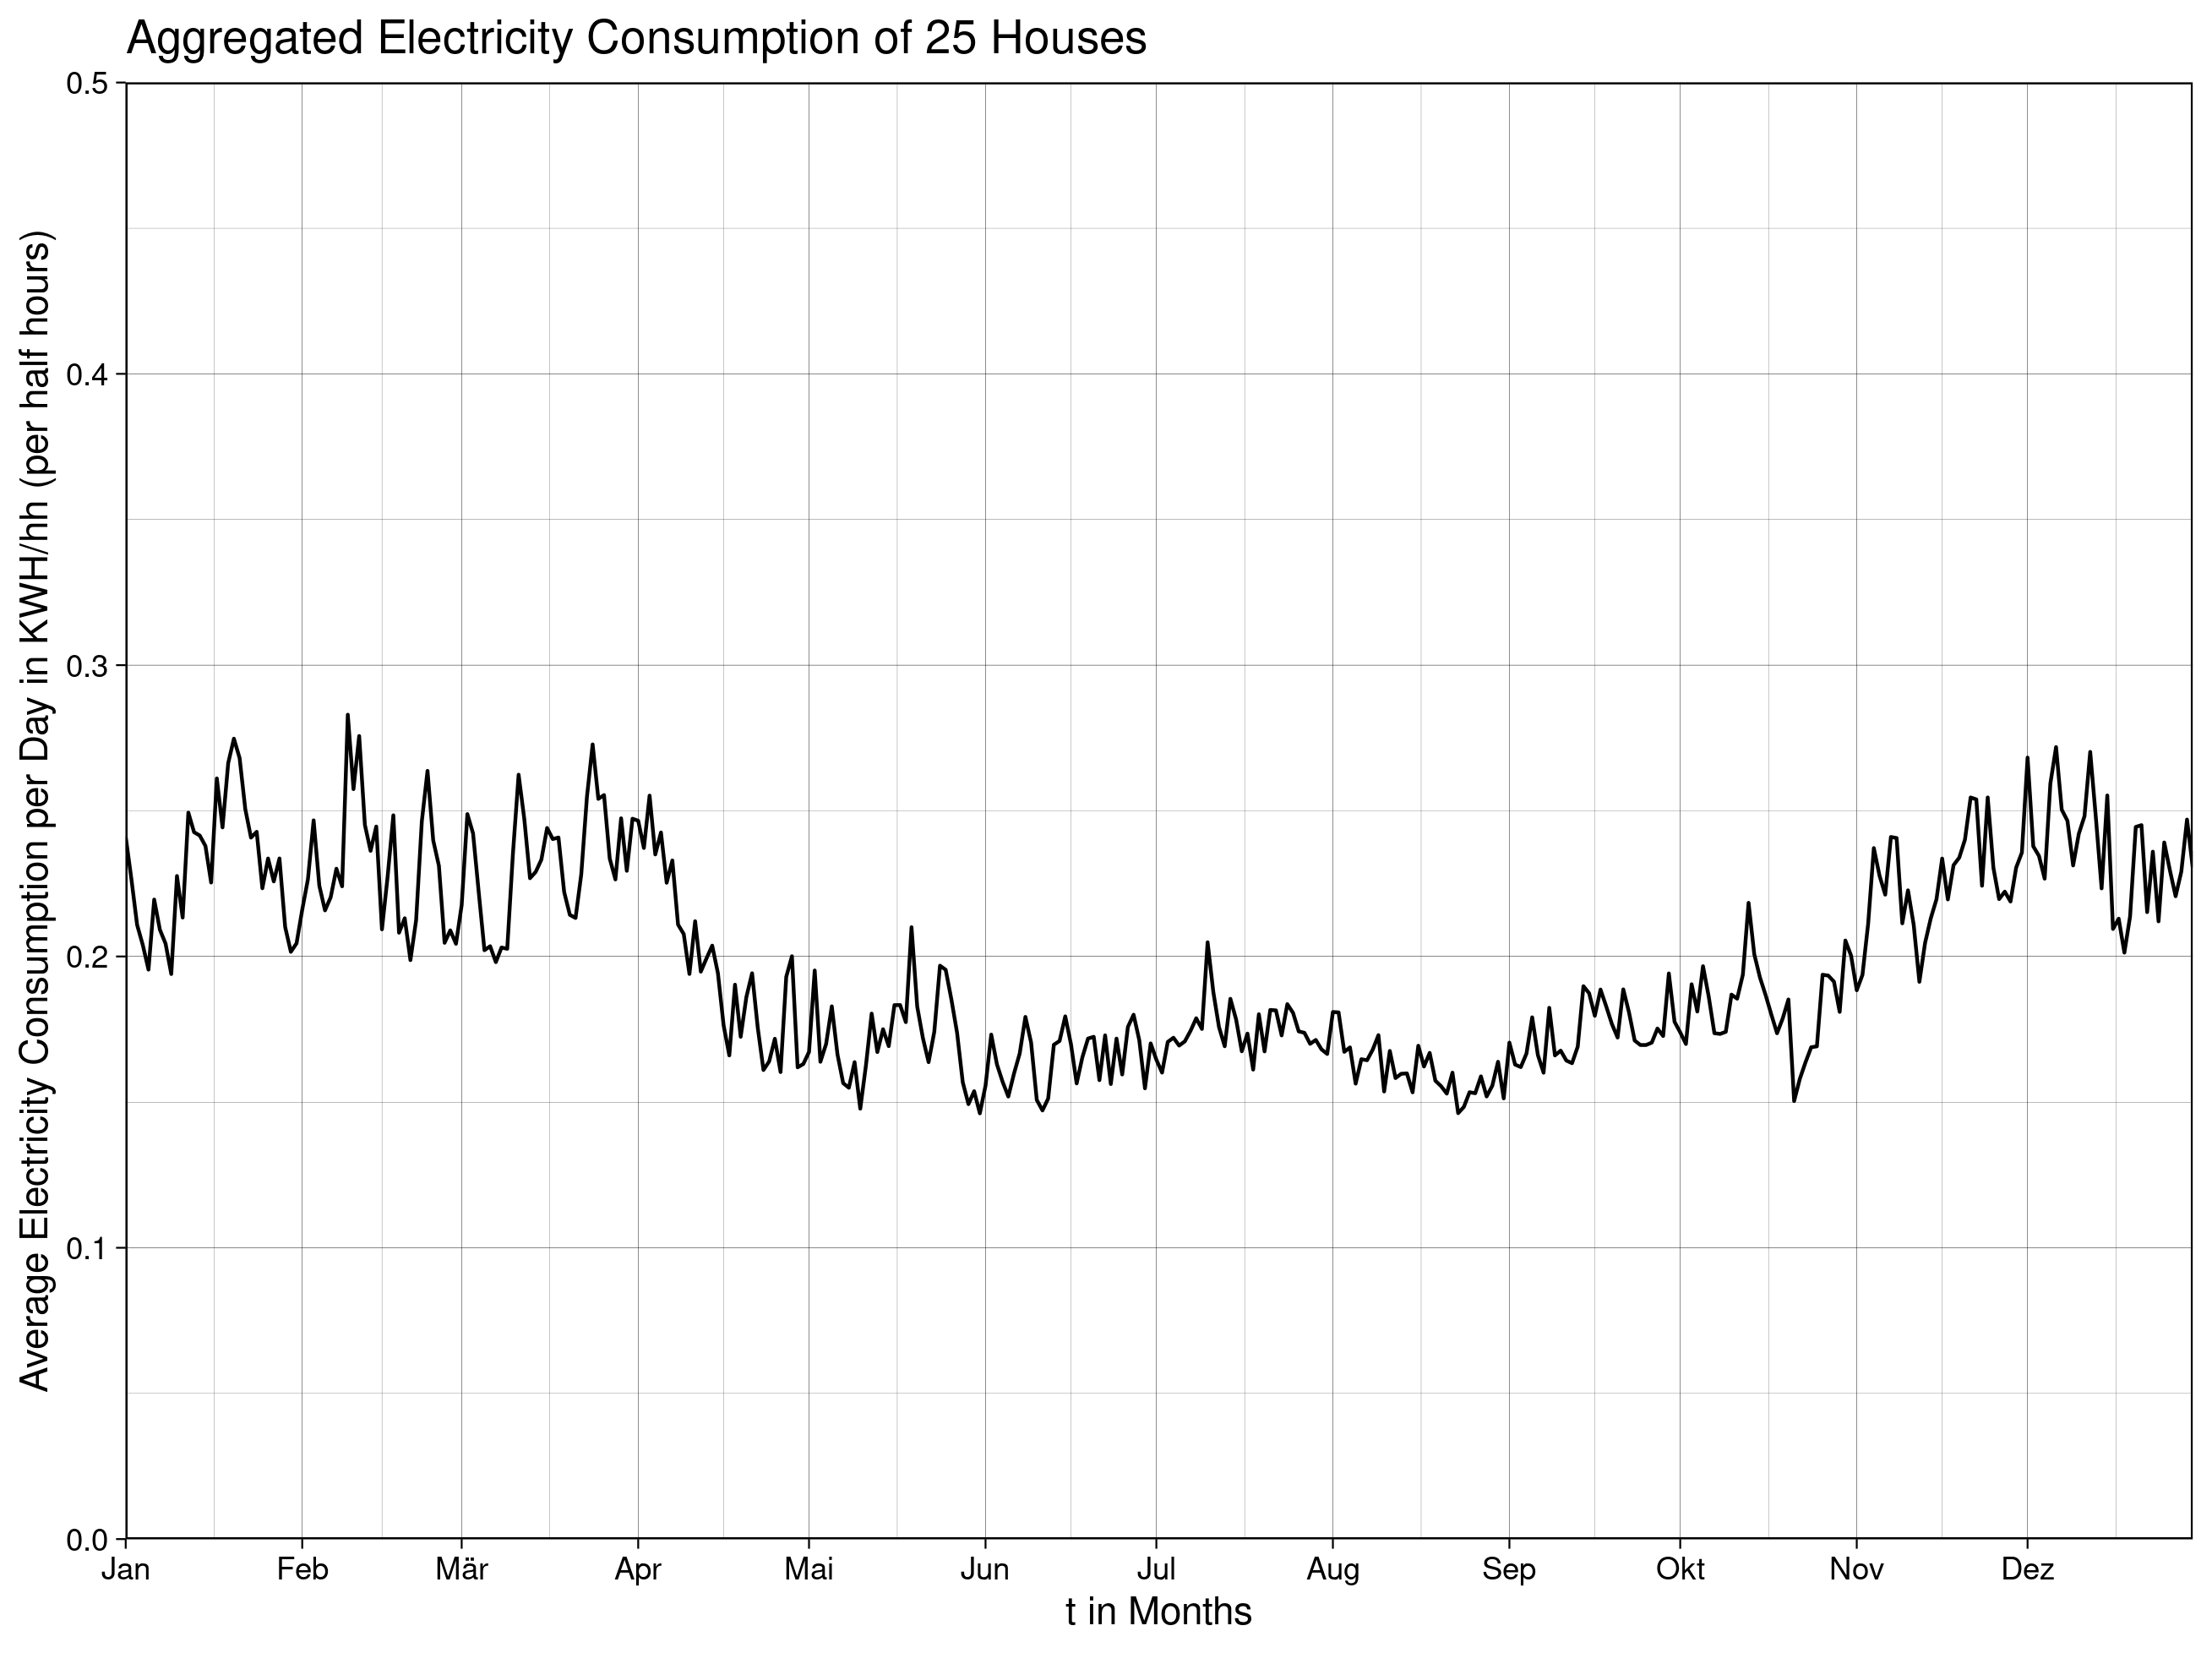 Aggregated Electricity Consumption of 25 Houses
Average Electricity Consumption per Day in KWH/hh (per half hours)
0.5
0.4
0.3
0.2
0.1
0.0
Jan Feb Mär Apr Mai Jun Jul Aug Sep Okt Nov Dez
t in Months